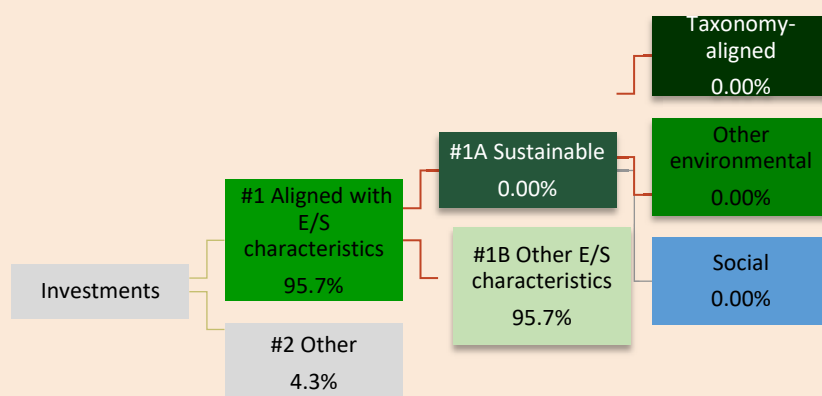 Taxonomy-
aligned
0.00%
#1A Sustainable
0.00%
Other
environmental
0.00%
#1 Aligned with
E/S
characteristics
95.7%
#1B Other E/S
characteristics
95.7%
Social
0.00%
Investments
#2 Other
4.3%